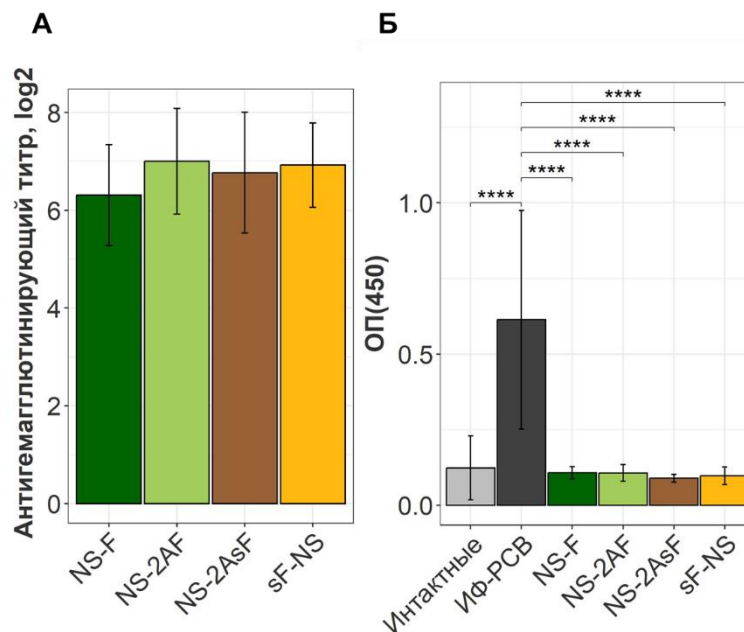 А
Антигемагглютинирующий титр, log2
8
6
4
2
0
NS-F
NS-2AF
NS-2AsF
sF-NS
Б
ОП(450)
1.0
0.5
0.0
****
****
****
****
****
Интактные
ИФ-РСВ
NS-F
NS-2AF
NS-2AsF
sF-NS